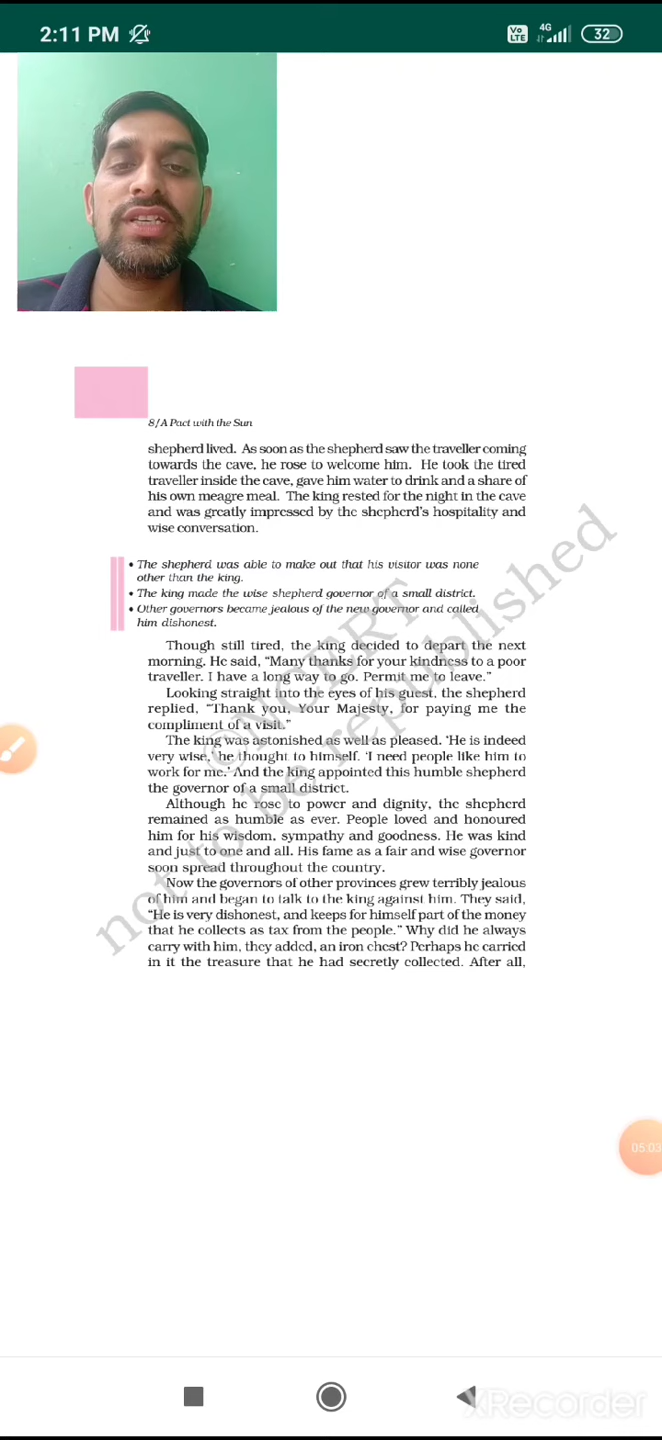 2:11 PM
Vo LTE 4G 32
8/A Pact with the Sun
shepherd lived. As soon as the shepherd saw the traveller coming
towards the cave, he rose to welcome him. He took the tired
traveller inside the cave, gave him water to drink and a share of
his own meagre meal. The king rested for the night in the cave
and was greatly impressed by the shepherd's hospitality and
wise conversation.
• The shepherd was able to make out that his visitor was none
other than the king.
• The king made the wise shepherd governor of a small district.
• Other governors became jealous of the new governor and called
him dishonest.
Though still tired, the king decided to depart the next
morning. He said, “Many thanks for your kindness to a poor
traveller. I have a long way to go. Permit me to leave.”
Looking straight into the eyes of his guest, the shepherd
replied, “Thank you, Your Majesty, for paying me the
compliment of a visit.”
The king was astonished as well as pleased. ‘He is indeed
very wise,’ he thought to himself. ‘I need people like him to
work for me.’ And the king appointed this humble shepherd
the governor of a small district.
Although he rose to power and dignity, the shepherd
remained as humble as ever. People loved and honoured
him for his wisdom, sympathy and goodness. He was kind
and just to one and all. His fame as a fair and wise governor
soon spread throughout the country.
Now the governors of other provinces grew terribly jealous
of him and began to talk to the king against him. They said,
“He is very dishonest, and keeps for himself part of the money
that he collects as tax from the people.” Why did he always
carry with him, they added, an iron chest? Perhaps he carried
in it the treasure that he had secretly collected. After all,
©NCERT
not to be republished
05:03
XRecorder